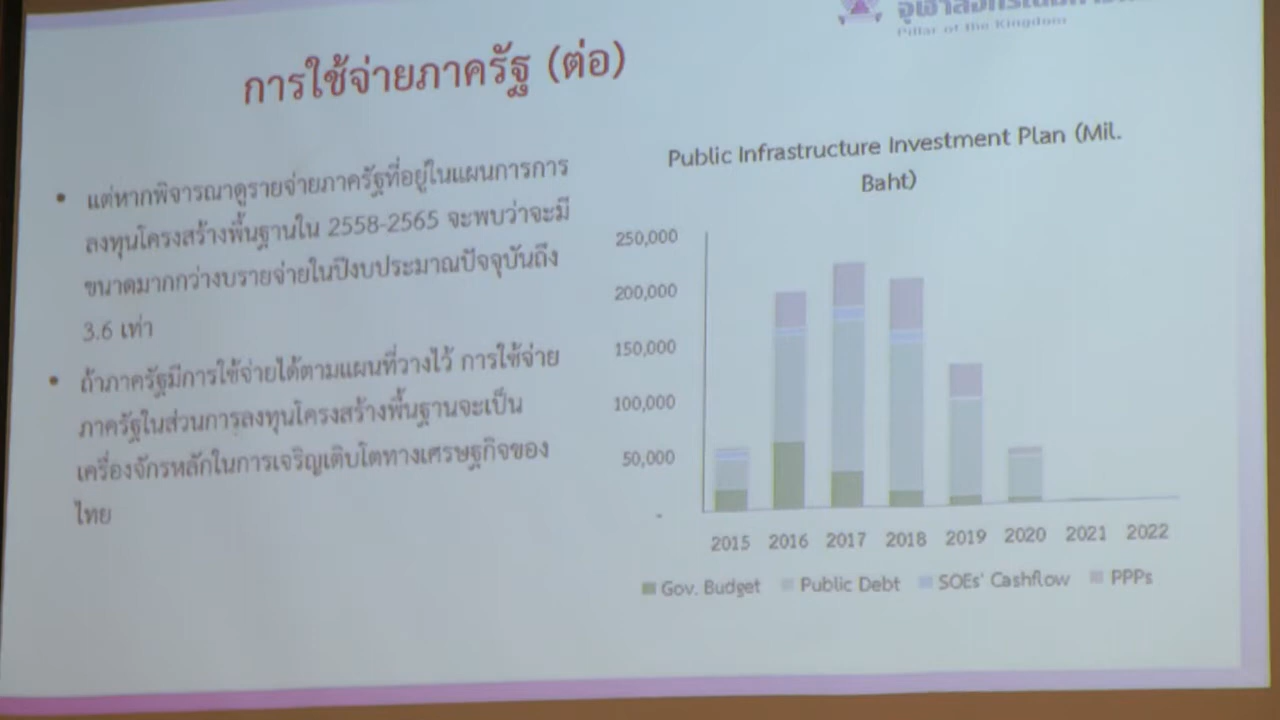 Pillar of the Kingdom
การใช้จ่ายภาครัฐ (ต่อ)
• แต่หากพิจารณาดูรายจ่ายภาครัฐที่อยู่ในแผนการการ
ลงทุนโครงสร้างพื้นฐานใน 2558-2565 จะพบว่าจะมี
ขนาดมากกว่างบรายจ่ายในปีงบประมาณปัจจุบันถึง
3.6 เท่า
• ถ้าภาครัฐมีการใช้จ่ายได้ตามแผนที่วางไว้ การใช้จ่าย
ภาครัฐในส่วนการลงทุนโครงสร้างพื้นฐานจะเป็น
เครื่องจักรหลักในการเจริญเติบโตทางเศรษฐกิจของ
ไทย
Public Infrastructure Investment Plan (Mil.
Baht)
250,000
200,000
150,000
100,000
50,000
-
2015 2016 2017 2018 2019 2020 2021 2022
Gov. Budget Public Debt SOEs' Cashflow PPPs